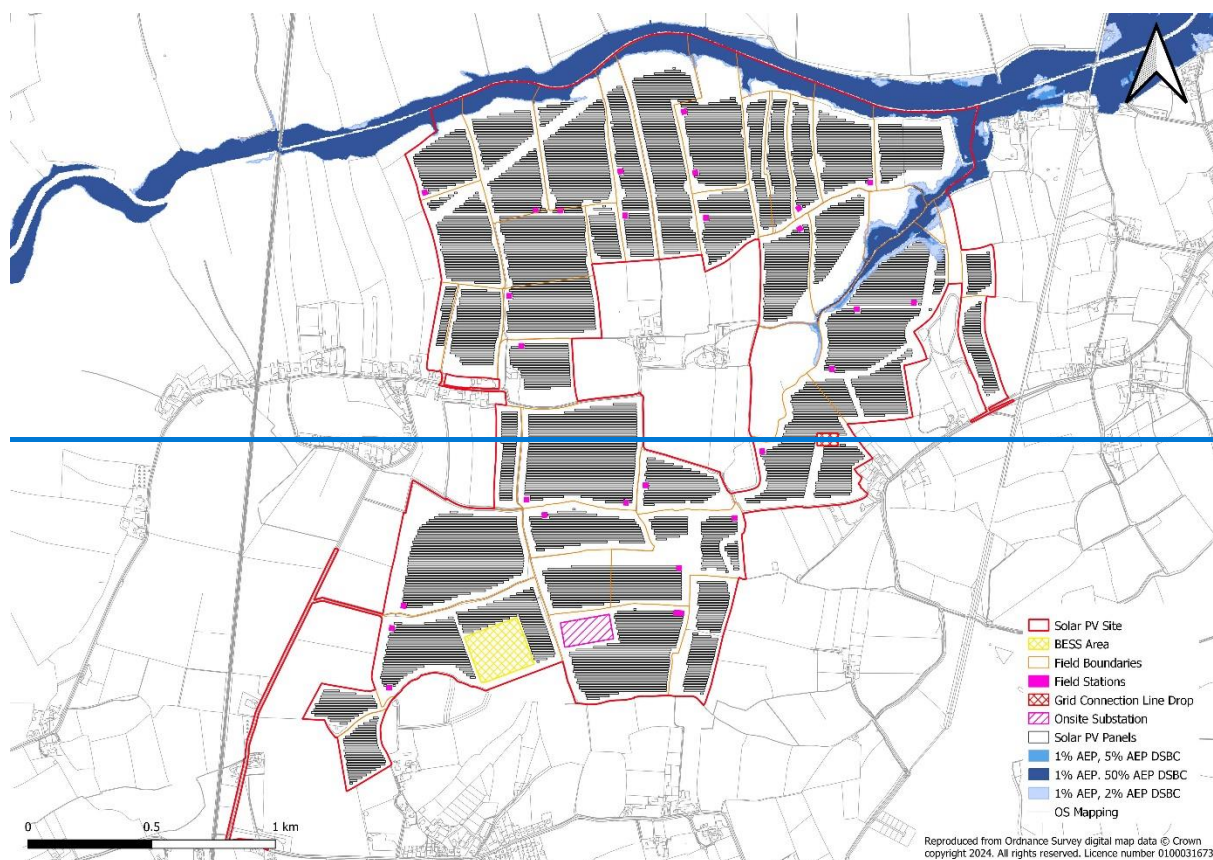 Solar PV Site
BESS Area
Field Boundaries
Field Stations
Grid Connection Line Drop
Onsite Substation
Solar PV Panels
1% AEP, 5% AEP DSBC
1% AEP. 50% AEP DSBC
1% AEP, 2% AEP DSBC
OS Mapping
0 0.5 1 km
Reproduced from Ordnance Survey digital map data © Crown
copyright 2024. All rights reserved. Licence number 0100031673